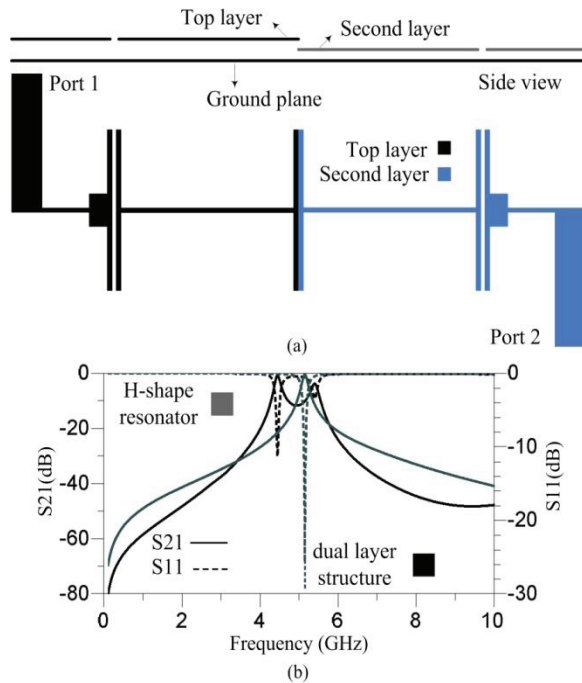 Top layer
Second layer
Port 1
Ground plane
Side view
Top layer
Second layer
Port 2
(a)
0
-20
-40
-60
-80
S21(dB)
H-shape
resonator
S21
S11
dual layer
structure
0
-10
-20
-30
S11(dB)
0 2 4 6 8 10
Frequency (GHz)
(b)